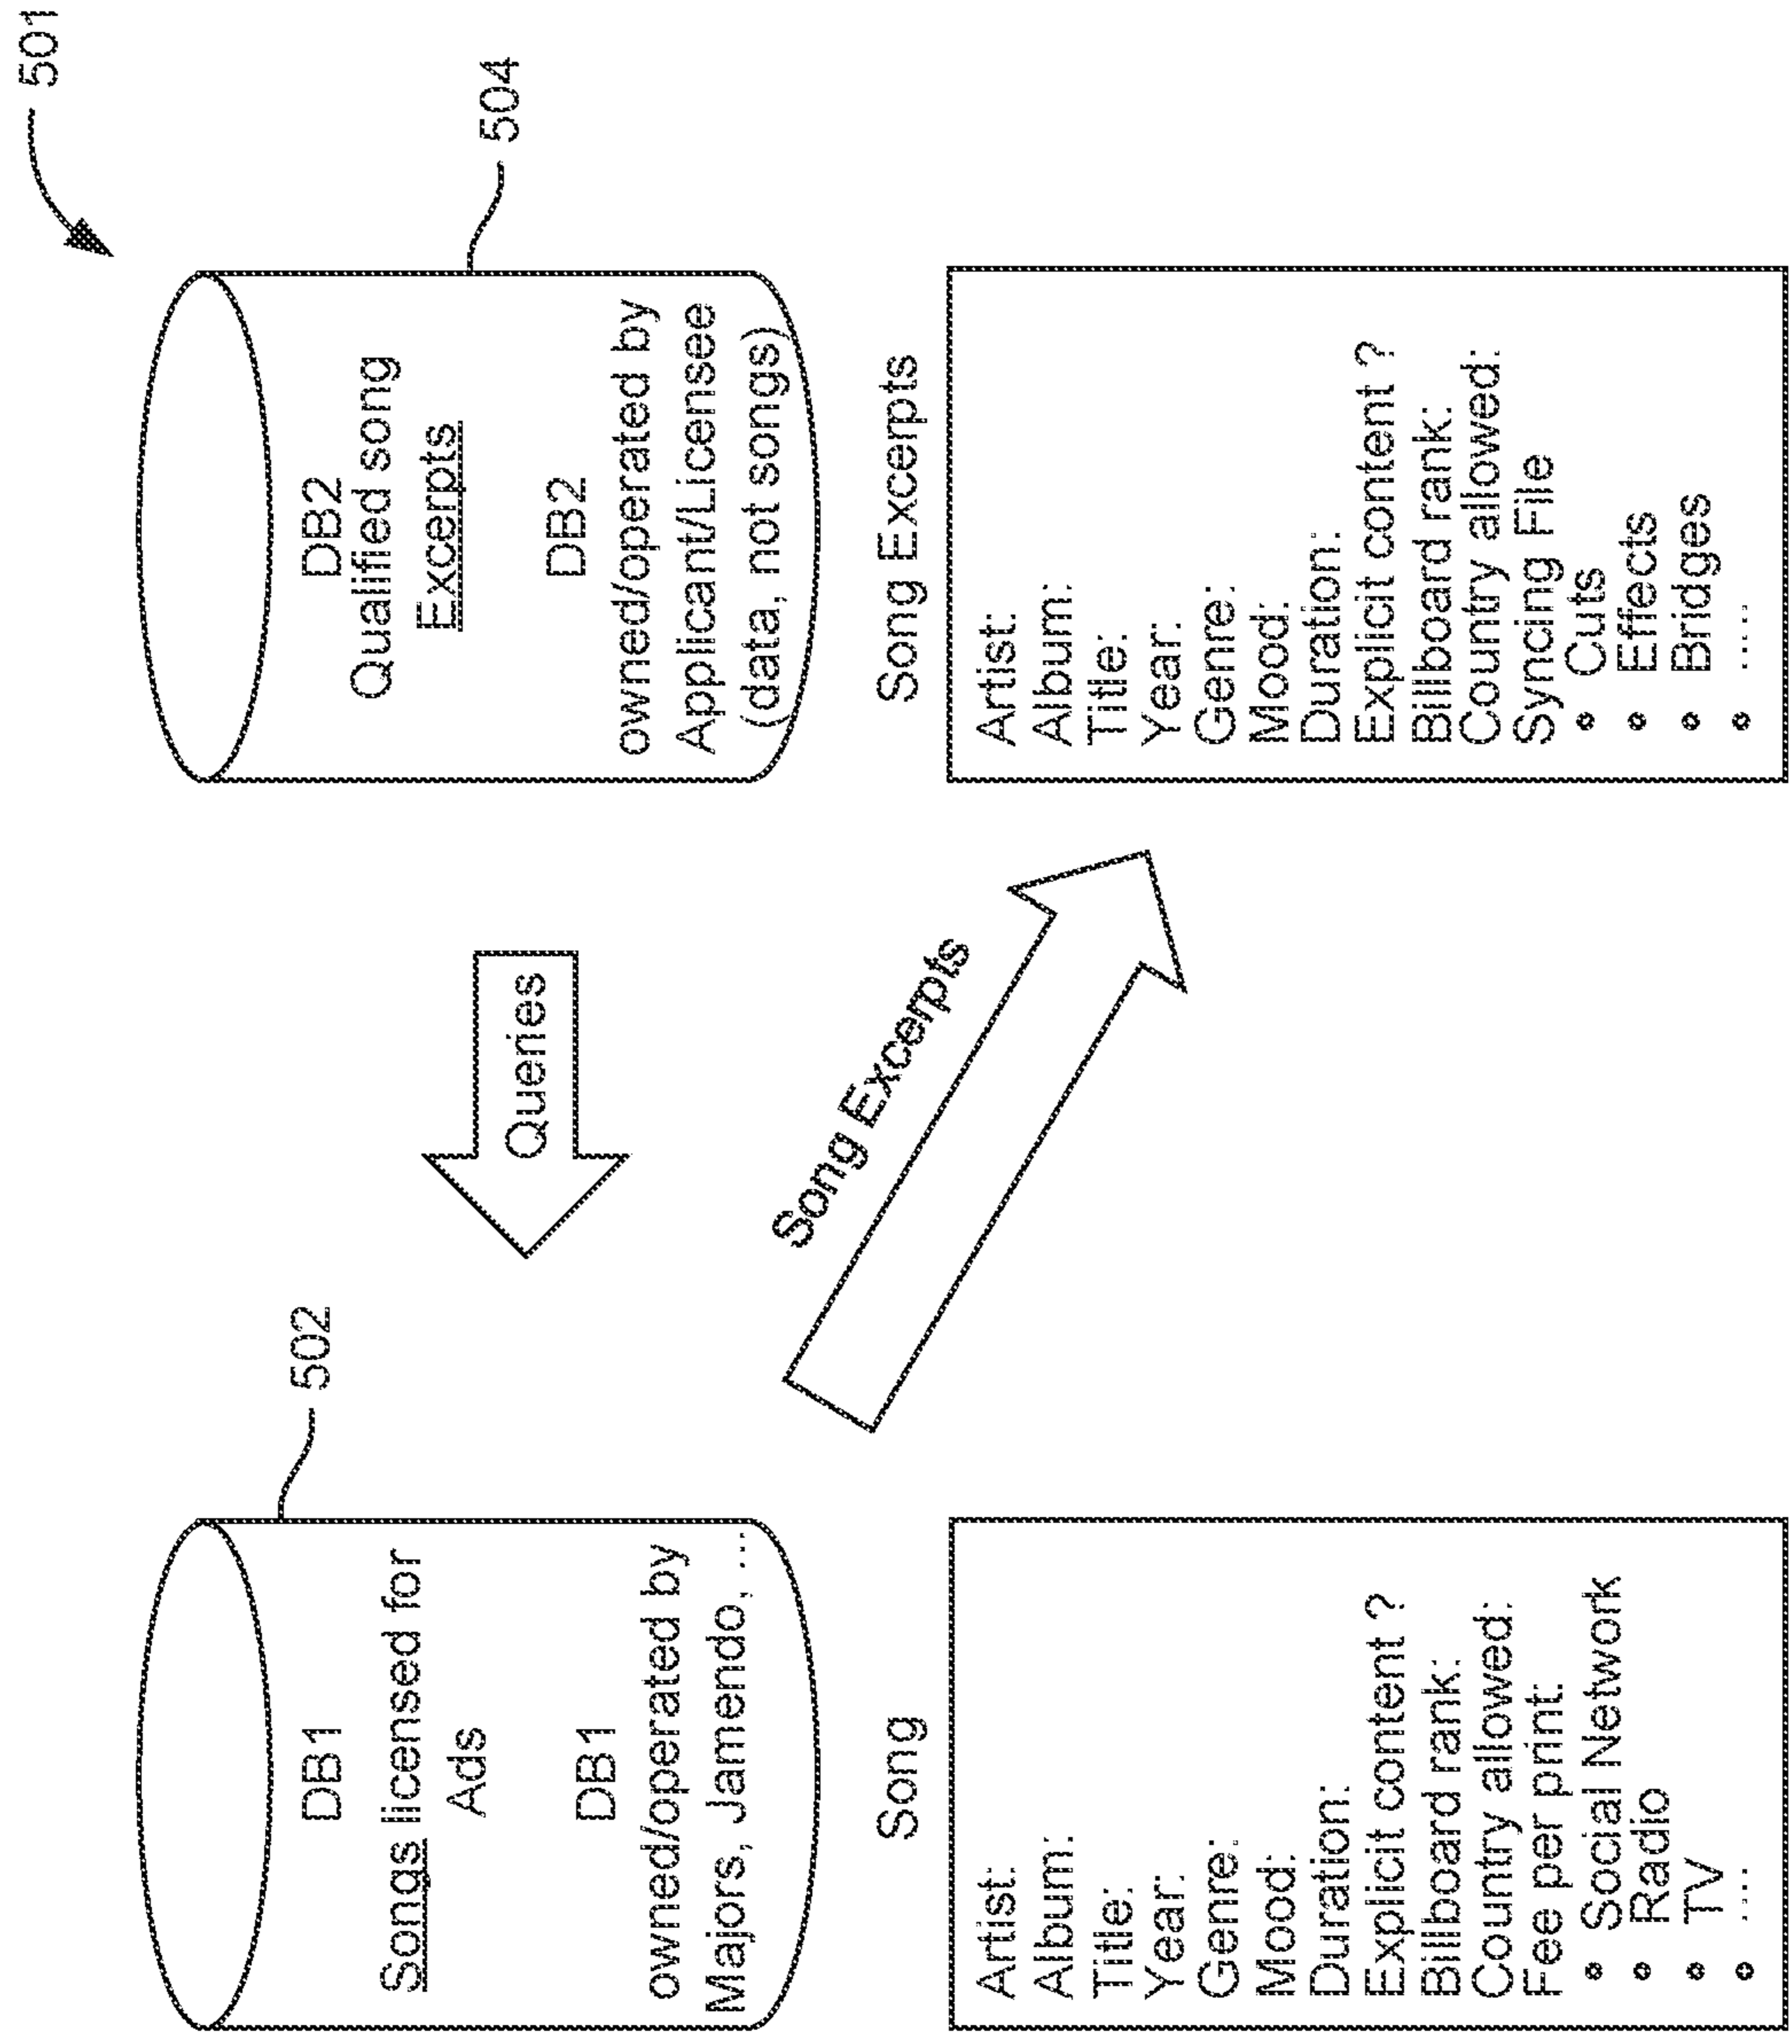 501
502
DB1
Songs licensed for
Ads
DB1
owned/operated by
Majors, Jamendo, ...
Song
Artist:
Album:
Title:
Year:
Genre:
Mood:
Duration:
Explicit content ?
Billboard rank:
Country allowed:
Fee per print:
• Social Network
• Radio
• TV
• ....
Queries
Song Excerpts
504
DB2
Qualified song
Excerpts
DB2
owned/operated by
Applicant/Licensee
(data, not songs)
Song Excerpts
Artist:
Album:
Title:
Year:
Genre:
Mood:
Duration:
Explicit content ?
Billboard rank:
Country allowed:
Syncing File
• Cuts
• Effects
• Bridges
• .....